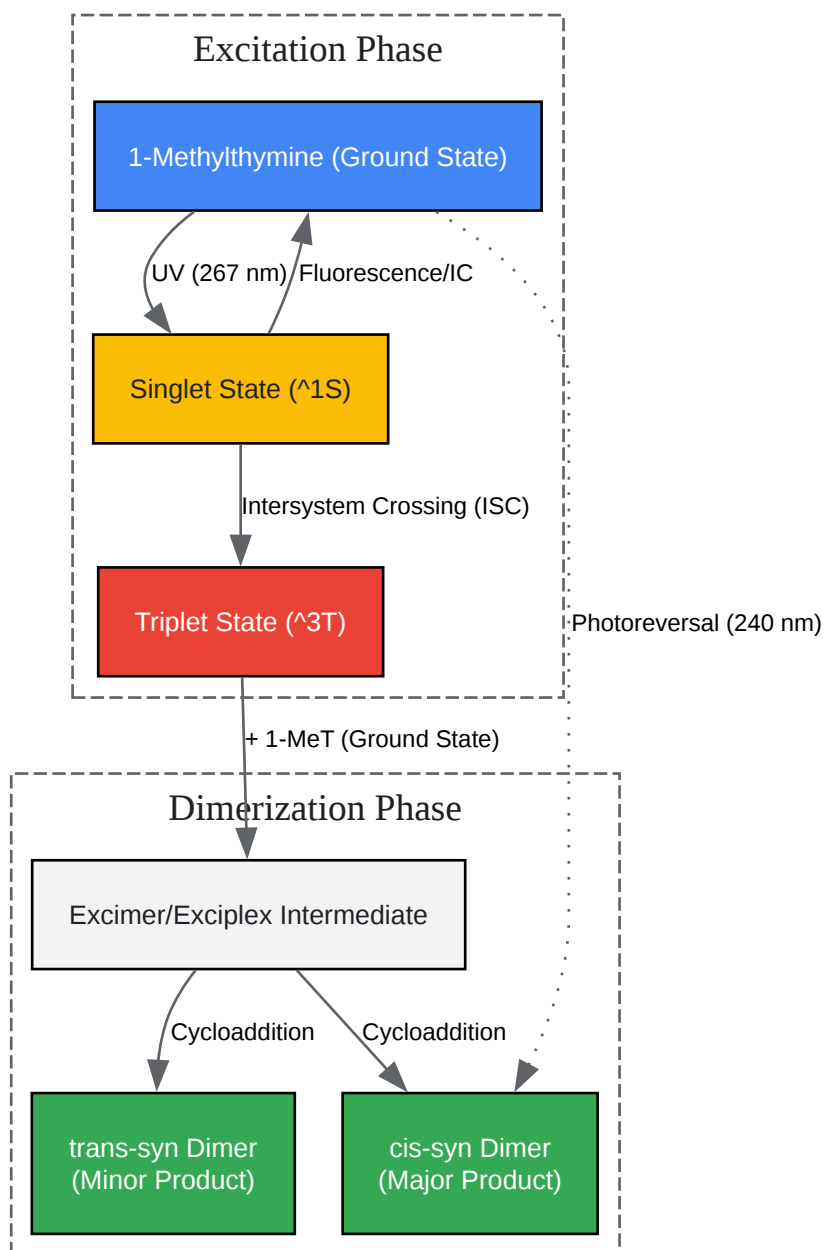 Excitation Phase
1-Methylthymine (Ground State)
UV (267 nm)
Fluorescence/IC
Singlet State (^1S)
Intersystem Crossing (ISC)
Triplet State (^3T)
Photoreversal (240 nm)
+ 1-MeT (Ground State)
Dimerization Phase
Excimer/Exciplex Intermediate
Cycloaddition
Cycloaddition
trans-syn Dimer
(Minor Product)
cis-syn Dimer
(Major Product)